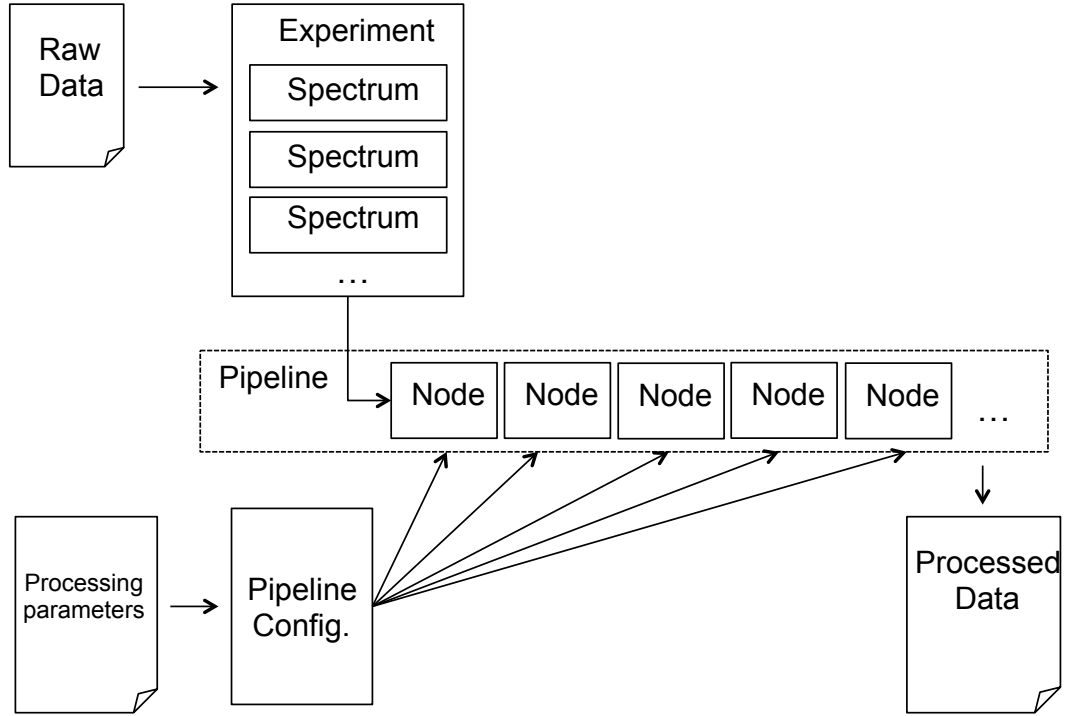 Raw
Data
Experiment
Spectrum
Spectrum
Spectrum
...
Pipeline
Node
Node
Node
Node
Node
...
Processing
parameters
Pipeline
Config.
Processed
Data